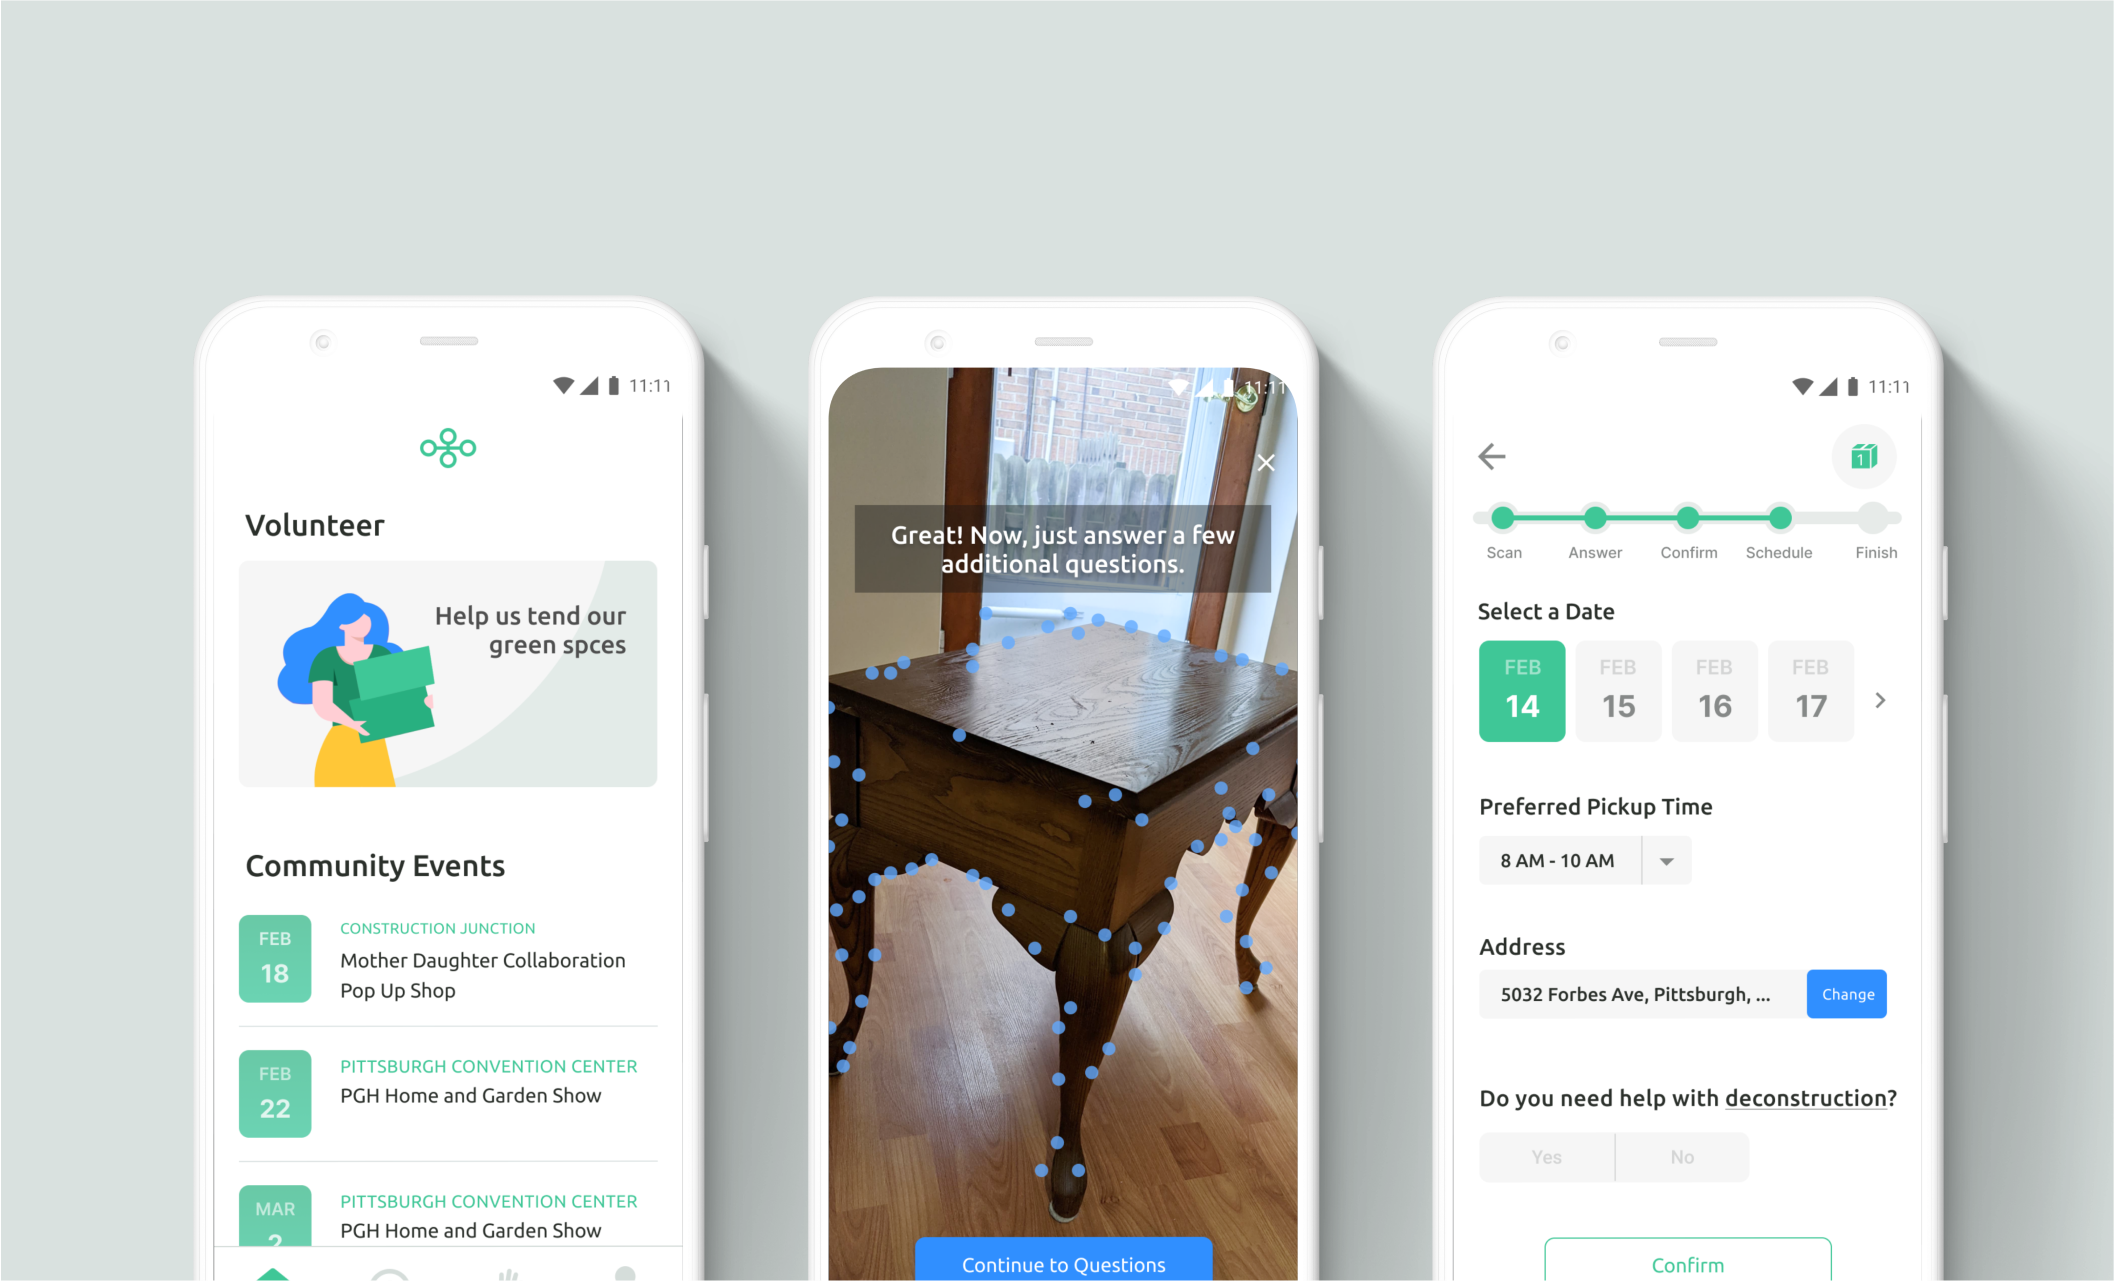 11:11
Volunteer
Help us tend our
green spces
Community Events
FEB
18
CONSTRUCTION JUNCTION
Mother Daughter Collaboration
Pop Up Shop
FEB
22
PITTSBURGH CONVENTION CENTER
PGH Home and Garden Show
MAR
2
PITTSBURGH CONVENTION CENTER
PGH Home and Garden Show
11:11
Great! Now, just answer a few
additional questions.
Continue to Questions
11:11
1
Scan Answer Confirm Schedule Finish
Select a Date
FEB FEB FEB FEB
14 15 16 17
Preferred Pickup Time
8 AM - 10 AM
Address
5032 Forbes Ave, Pittsburgh, ... Change
Do you need help with deconstruction?
Yes No
Confirm